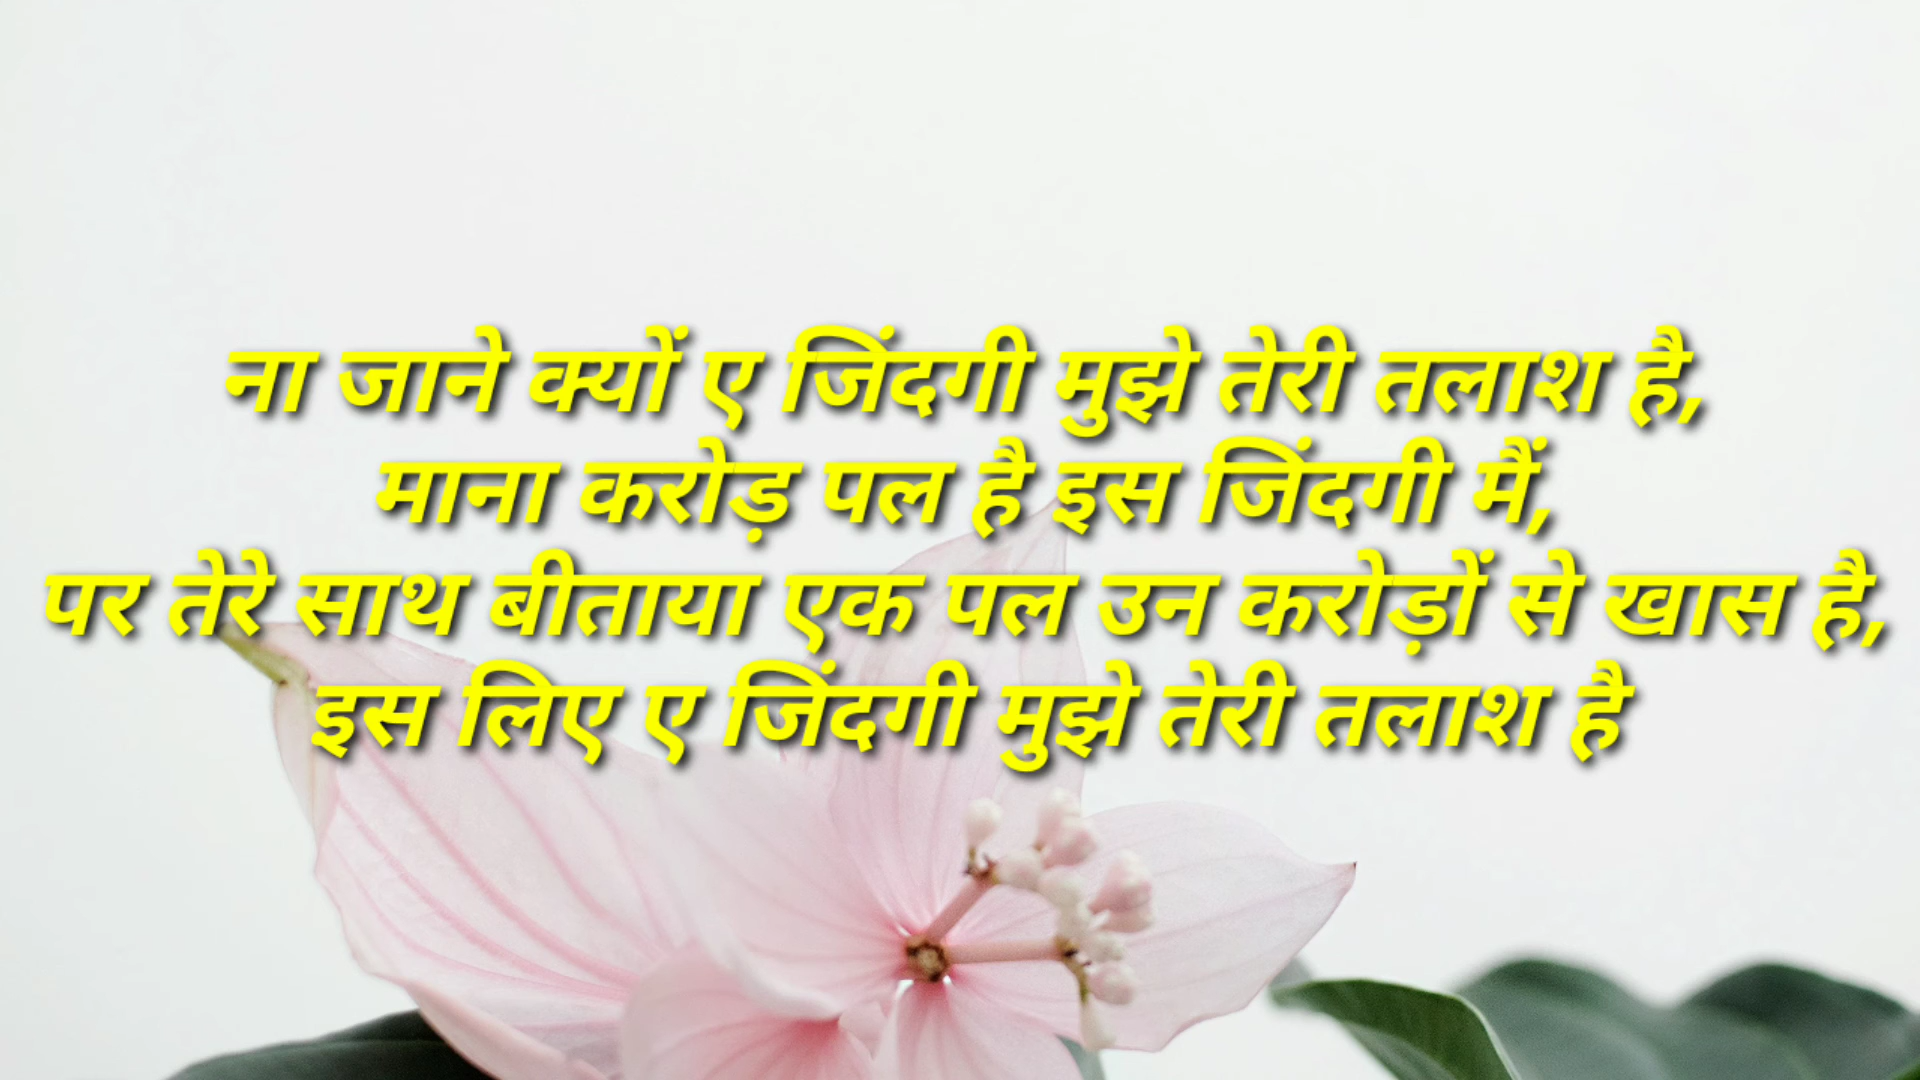 ना जाने क्यों ए जिंदगी मुझे तेरी तलाश है,
माना करोड़ पल है इस जिंदगी मैं,
पर तेरे साथ बीताया एक पल उन करोड़ों से खास है,
इस लिए ए जिंदगी मुझे तेरी तलाश है